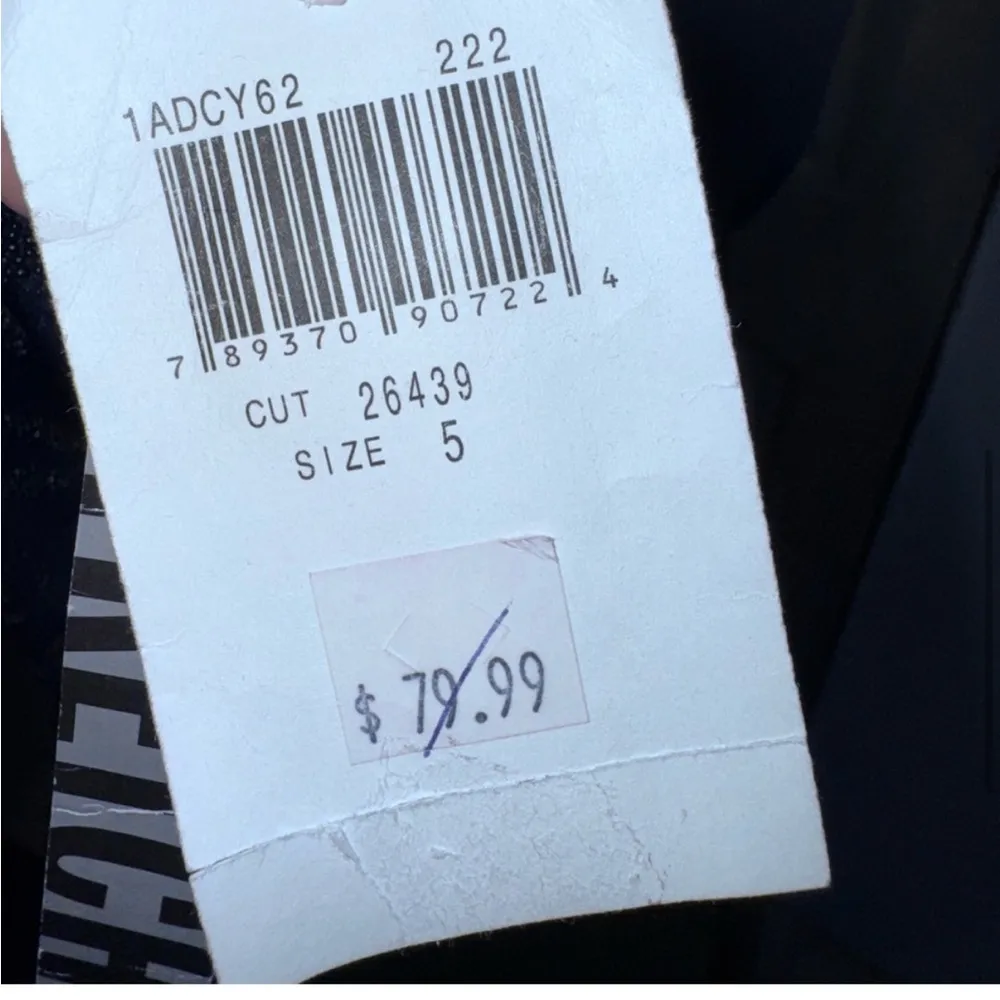 222
1ADCY62
7 89370 90722 4
CUT 26439
SIZE 5
$ 79.99